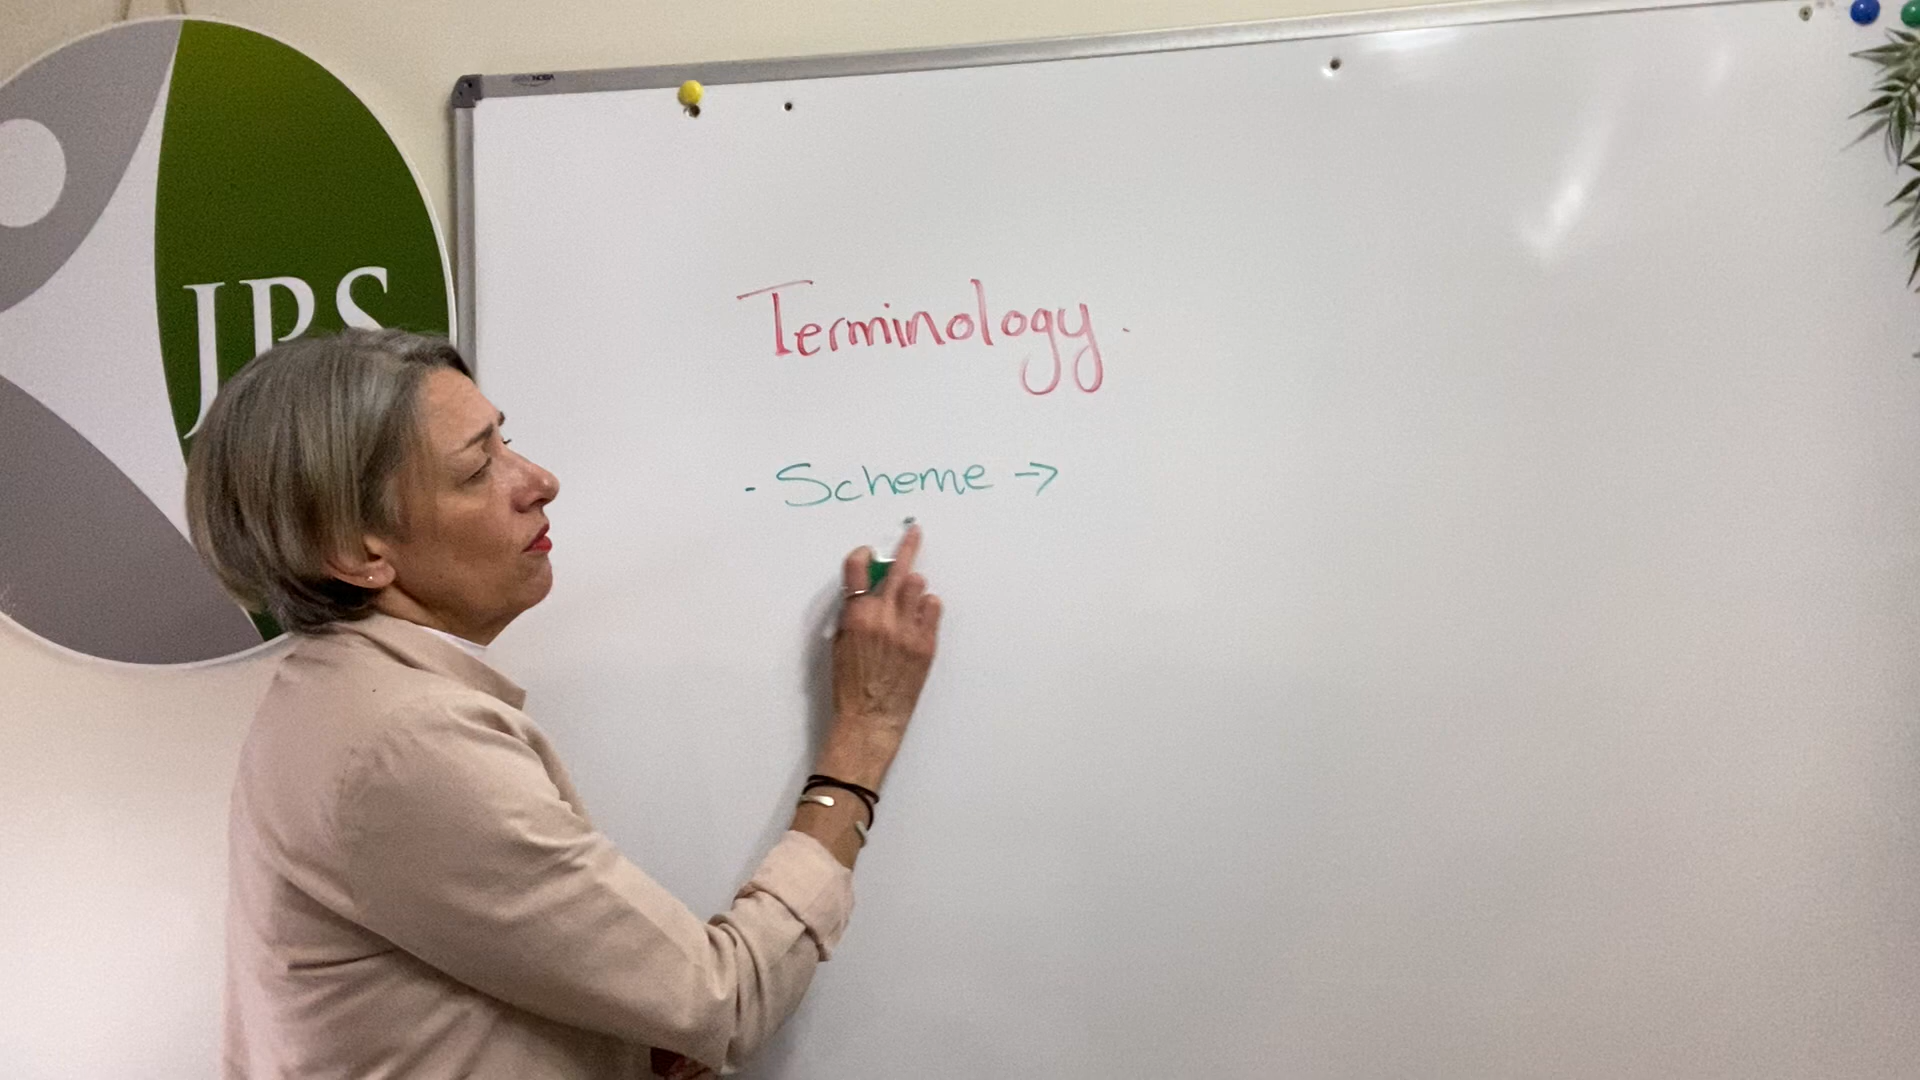 JRS
Terminology.
- Scheme →